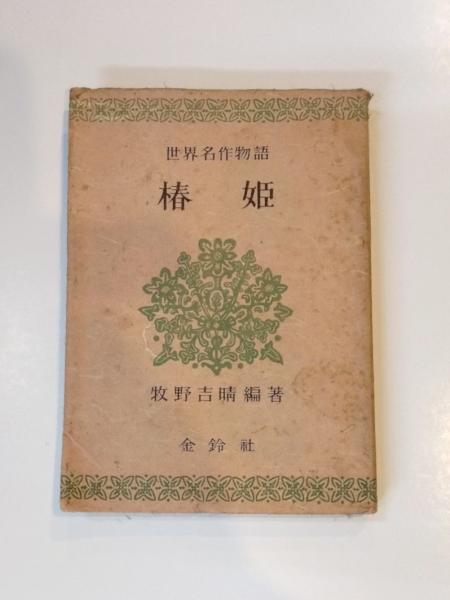 世界名作物語
椿姫
牧野吉晴編著
金鈴社